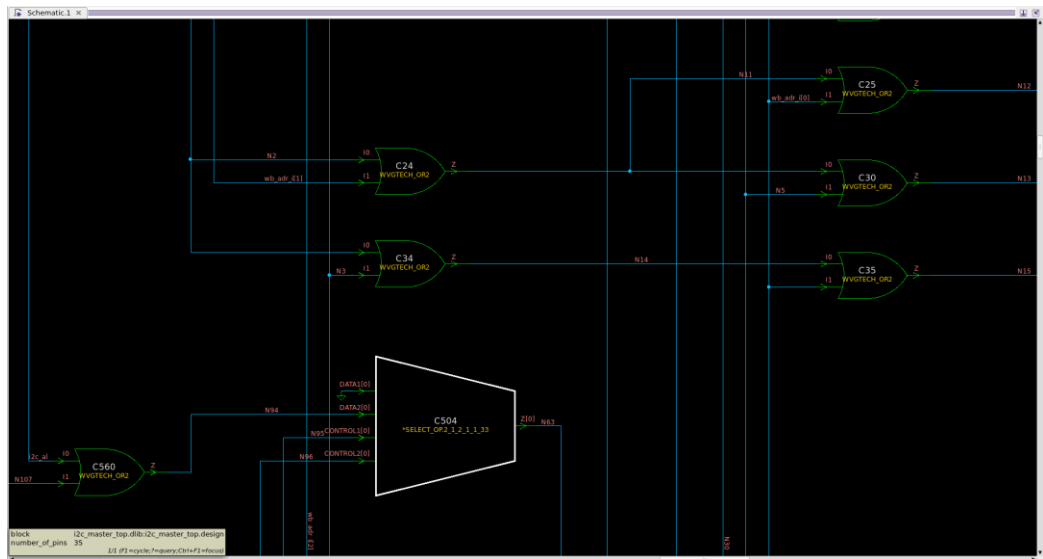 Schematic.1
N11
I0
C25
WVGTECH_OR2
Z
N12
wb_adr_i[0]
I1
N2
I0
C24
WVGTECH_OR2
Z
wb_adr_i[1]
I1
I0
C30
WVGTECH_OR2
Z
N13
N5
I1
I0
C34
WVGTECH_OR2
Z
N3
I1
N14
I0
C35
WVGTECH_OR2
Z
N15
I1
DATA1[0]
DATA2[0]
N94
C504
*SELECT_OP.2_1_2_1_1_33
Z[0]
N63
N95
CONTROL1[0]
N96
CONTROL2[0]
i2c_al
I0
C560
WVGTECH_OR2
Z
N107
I1
wb_adr_i[2]
N30
block i2c_master_top.dlib:i2c_master_top.design
number_of_pins 35
1/1 (F1=cycle;?=query;Ctrl+F1=focus)